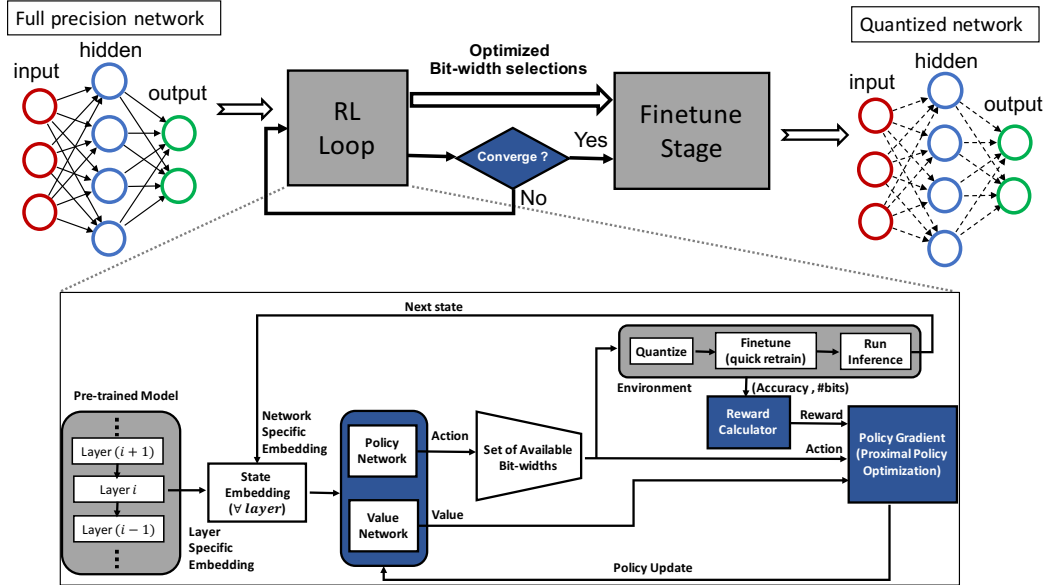 Full precision network
Quantized network
hidden
input
output
Optimized
Bit-width selections
RL
Loop
Converge ?
Yes
No
Finetune
Stage
hidden
input
output
Next state
Quantize
Finetune
(quick retrain)
Run
Inference
Environment
(Accuracy , #bits)
Pre-trained Model
Layer (i + 1)
Layer i
Layer (i − 1)
Network
Specific
Embedding
State
Embedding
(∀ layer)
Layer
Specific
Embedding
Policy
Network
Value
Network
Action
Value
Set of Available
Bit-widths
Reward
Calculator
Reward
Action
Policy Gradient
(Proximal Policy
Optimization)
Policy Update